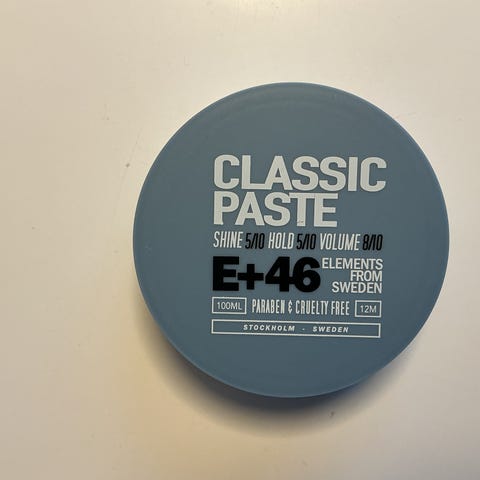 CLASSIC
PASTE
SHINE 5/10 HOLD 5/10 VOLUME 8/10
E+46 ELEMENTS
FROM
SWEDEN
100ML PARABEN & CRUELTY FREE 12M
STOCKHOLM - SWEDEN